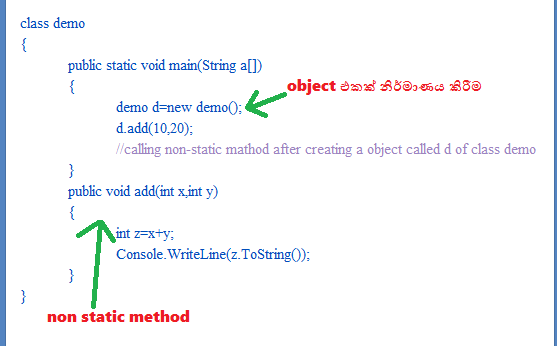 class demo
{
public static void main(String a[])
{
object එකක් නිර්මාණය කිරීම
demo d=new demo();
d.add(10,20);
//calling non-static mathod after creating a object called d of class demo
}
public void add(int x,int y)
{
int z=x+y;
Console.WriteLine(z.ToString());
}
}
non static method